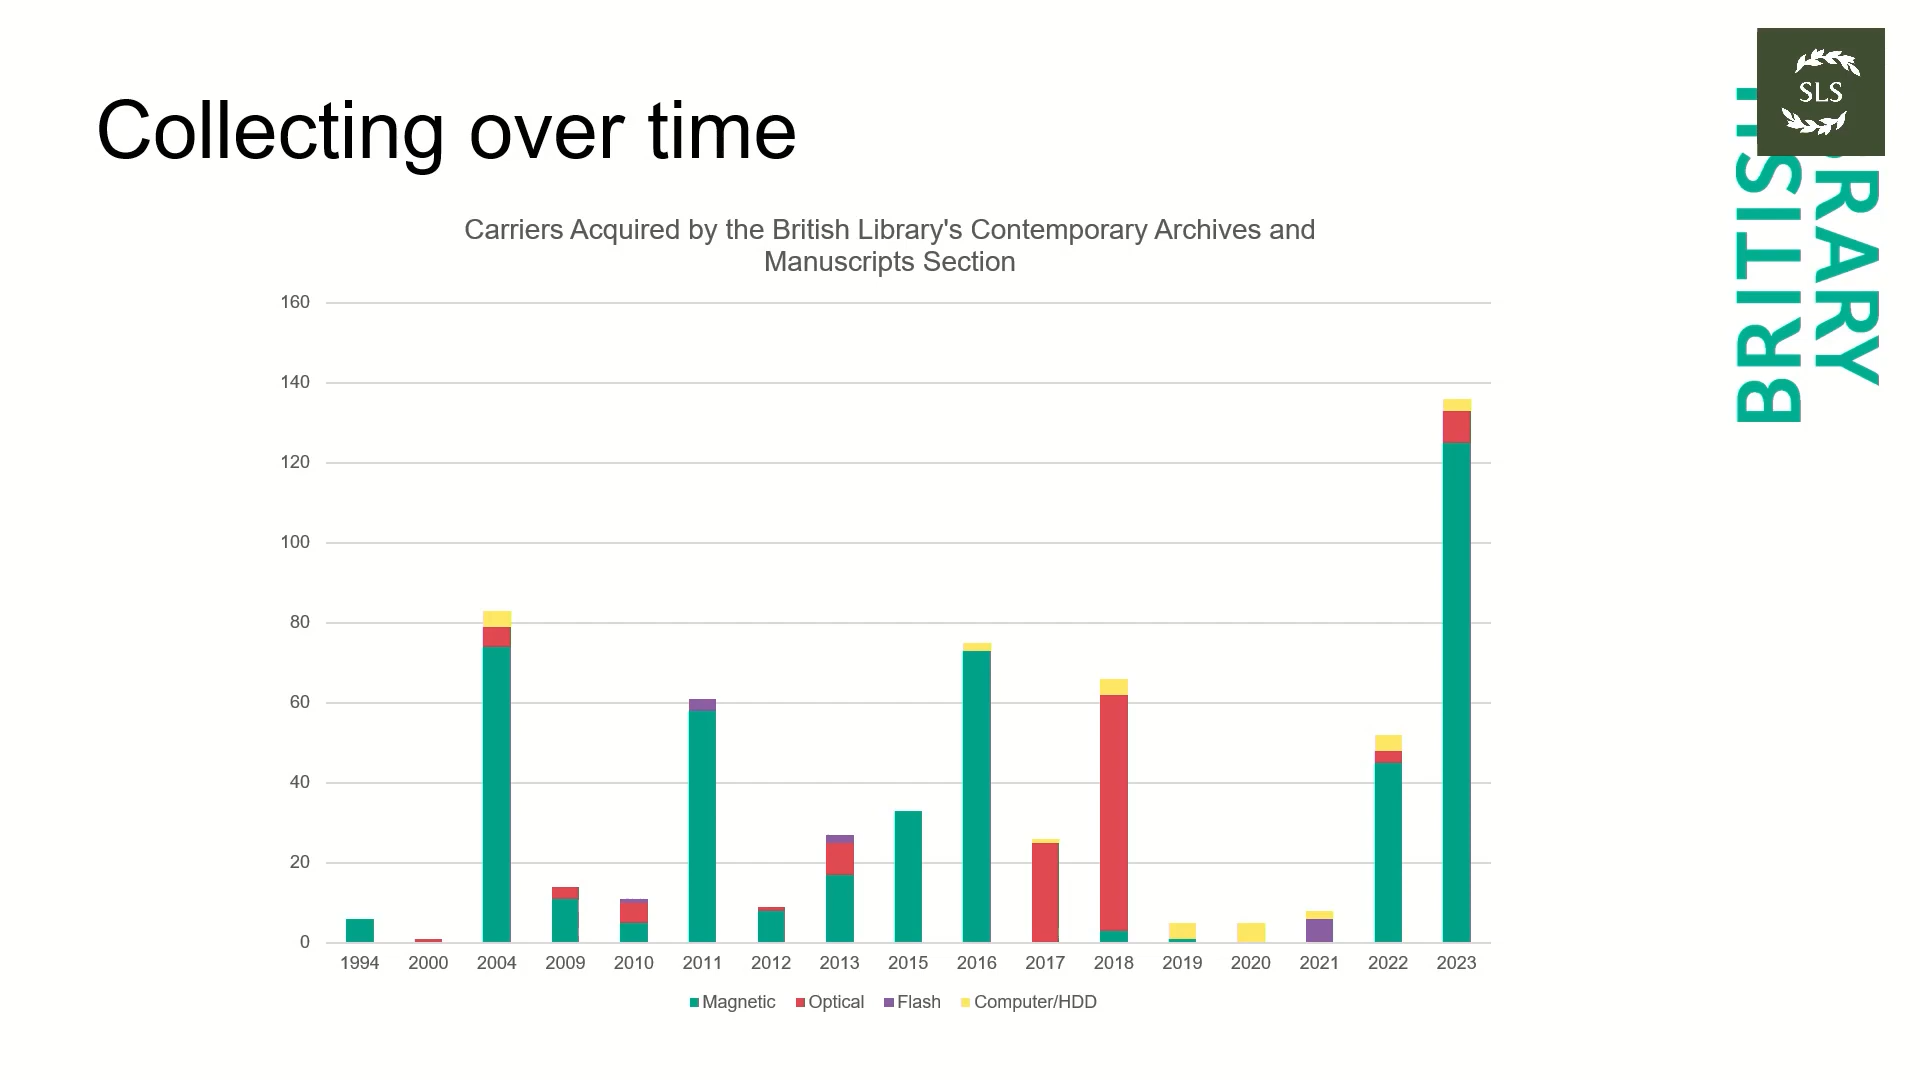 Collecting over time
SLS
BRITISH
Carriers Acquired by the British Library's Contemporary Archives and
Manuscripts Section
160
140
120
100
80
60
40
20
0
1994 2000 2004 2009 2010 2011 2012 2013 2015 2016 2017 2018 2019 2020 2021 2022 2023
Magnetic Optical Flash Computer/HDD